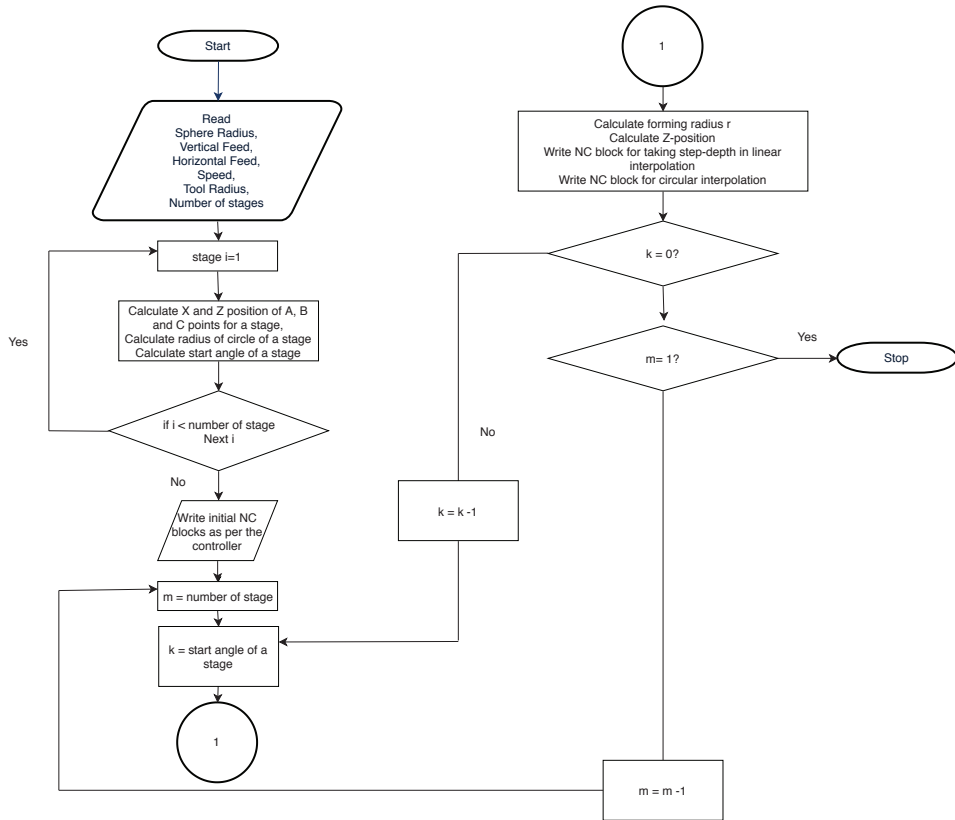 Start
Read
Sphere Radius,
Vertical Feed,
Horizontal Feed,
Speed,
Tool Radius,
Number of stages
stage i=1
Calculate X and Z position of A, B
and C points for a stage,
Calculate radius of circle of a stage
Calculate start angle of a stage
Yes
if i < number of stage
Next i
No
Write initial NC
blocks as per the
controller
m = number of stage
k = start angle of a
stage
1
1
Calculate forming radius r
Calculate Z-position
Write NC block for taking step-depth in linear
interpolation
Write NC block for circular interpolation
k = 0?
m= 1?
Yes
Stop
No
k = k -1
m = m -1